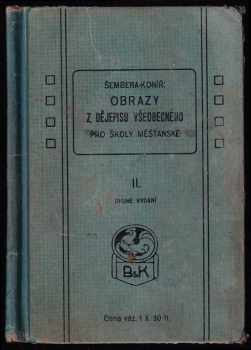 ŠEMBERA-KONÍŘ:
OBRAZY
Z DĚJEPISU VŠEOBECNÉHO
PRO ŠKOLY MĚŠŤANSKÉ
II.
DRUHÉ VYDÁNÍ
B&K
Cena váz. 1 K 30 h.